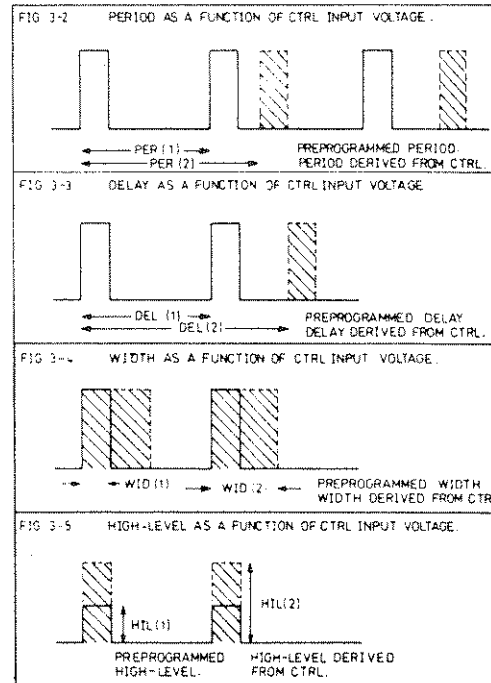 FIG 3-2 PERIOD AS A FUNCTION OF CTRL INPUT VOLTAGE.
PER(1) PREPROGRAMMED PERIOD.
PER(2) PERIOD DERIVED FROM CTRL.
FIG 3-3 DELAY AS A FUNCTION OF CTRL INPUT VOLTAGE
DEL (1) PREPROGRAMMED DELAY
DEL(2) DELAY DERIVED FROM CTRL.
FIG 3-4 WIDTH AS A FUNCTION OF CTRL INPUT VOLTAGE.
WID(1) WID(2 PREPROGRAMMED WIDTH
WIDTH DERIVED FROM CTR
FIG 3-5 HIGH-LEVEL AS A FUNCTION OF CTRL INPUT VOLTAGE.
HIL(2)
HIL(1)
PREPROGRAMMED HIGH-LEVEL DERIVED
HIGH-LEVEL. FROM CTRL.